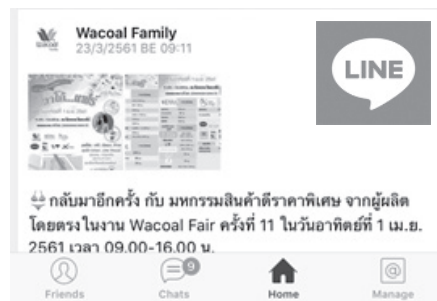 Wacoal Family
23/3/2561 BE 09:11
LINE
กลับมาอีกครั้ง กับ มหกรรมสินค้าดีราคาพิเศษ จากผู้ผลิต
โดยตรงในงาน Wacoal Fair ครั้งที่ 11 ในวันอาทิตย์ที่ 1 เม.ย.
2561 เวลา 09.00-16.00 น.
9
Friends
Chats
Home
Manage